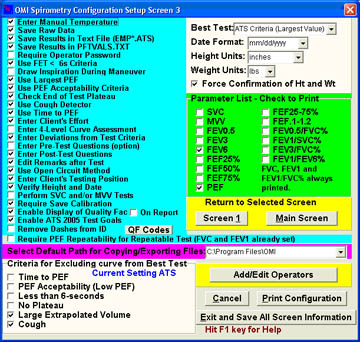 OMI Spirometry Configuration Setup Screen 3
Enter Manual Temperature
Save Raw Data
Save Results in Text File (EMP*.ATS)
Save Results in PFTVALS.TXT
Require Operator Password
Use FET < 6s Criteria
Draw Inspiration During Maneuver
Use Largest PEF
Use PEF Acceptability Criteria
Check End of Test Plateau
Use Cough Detector
Use Time to PEF
Enter Client's Effort
Enter 4-Level Curve Assessment
Enter Deviations from Test Criteria
Enter Pre-Test Questions (option)
Enter Post-Test Questions
Edit Remarks after Test
Use Open Circuit Method
Enter Client's Testing Position
Verify Height and Date
Perform SVC and/or MVV Tests
Require Save Calibration
Enable Display of Quality Fac
On Report
Enable ATS 2005 Test Goals
Remove Dashes from ID
QF Codes
Require PEF Repeatability for Repeatable Test (FVC and FEV1 already set)
Best Test:
ATS Criteria (Largest Value)
Date Format:
mm/dd/yyy
Height Units:
inches
Weight Units:
lbs
Force Confirmation of Ht and Wt
Parameter List - Check to Print
SVC
MVV
FEV0.5
FEV3
FEV6
FEF25%
FEF50%
FEF75%
PEF
FEF25-75%
FEF.1-1.2
FEV0.5/FVC%
FEV1/SVC%
FEV3/FVC%
FEV1/FEV6%
FVC, FEV1 and
FEV1/FVC% always
printed.
Return to Selected Screen
Screen 1
Main Screen
Select Default Path for Copying/Exporting Files:
C:\Program Files\OMI
Criteria for Excluding curve from Best Test
Current Setting ATS
Time to PEF
PEF Acceptability (Low PEF)
Less than 6-seconds
No Plateau
Large Extrapolated Volume
Cough
Add/Edit Operators
Cancel
Print Configuration
Exit and Save All Screen Information
Hit F1 key for Help